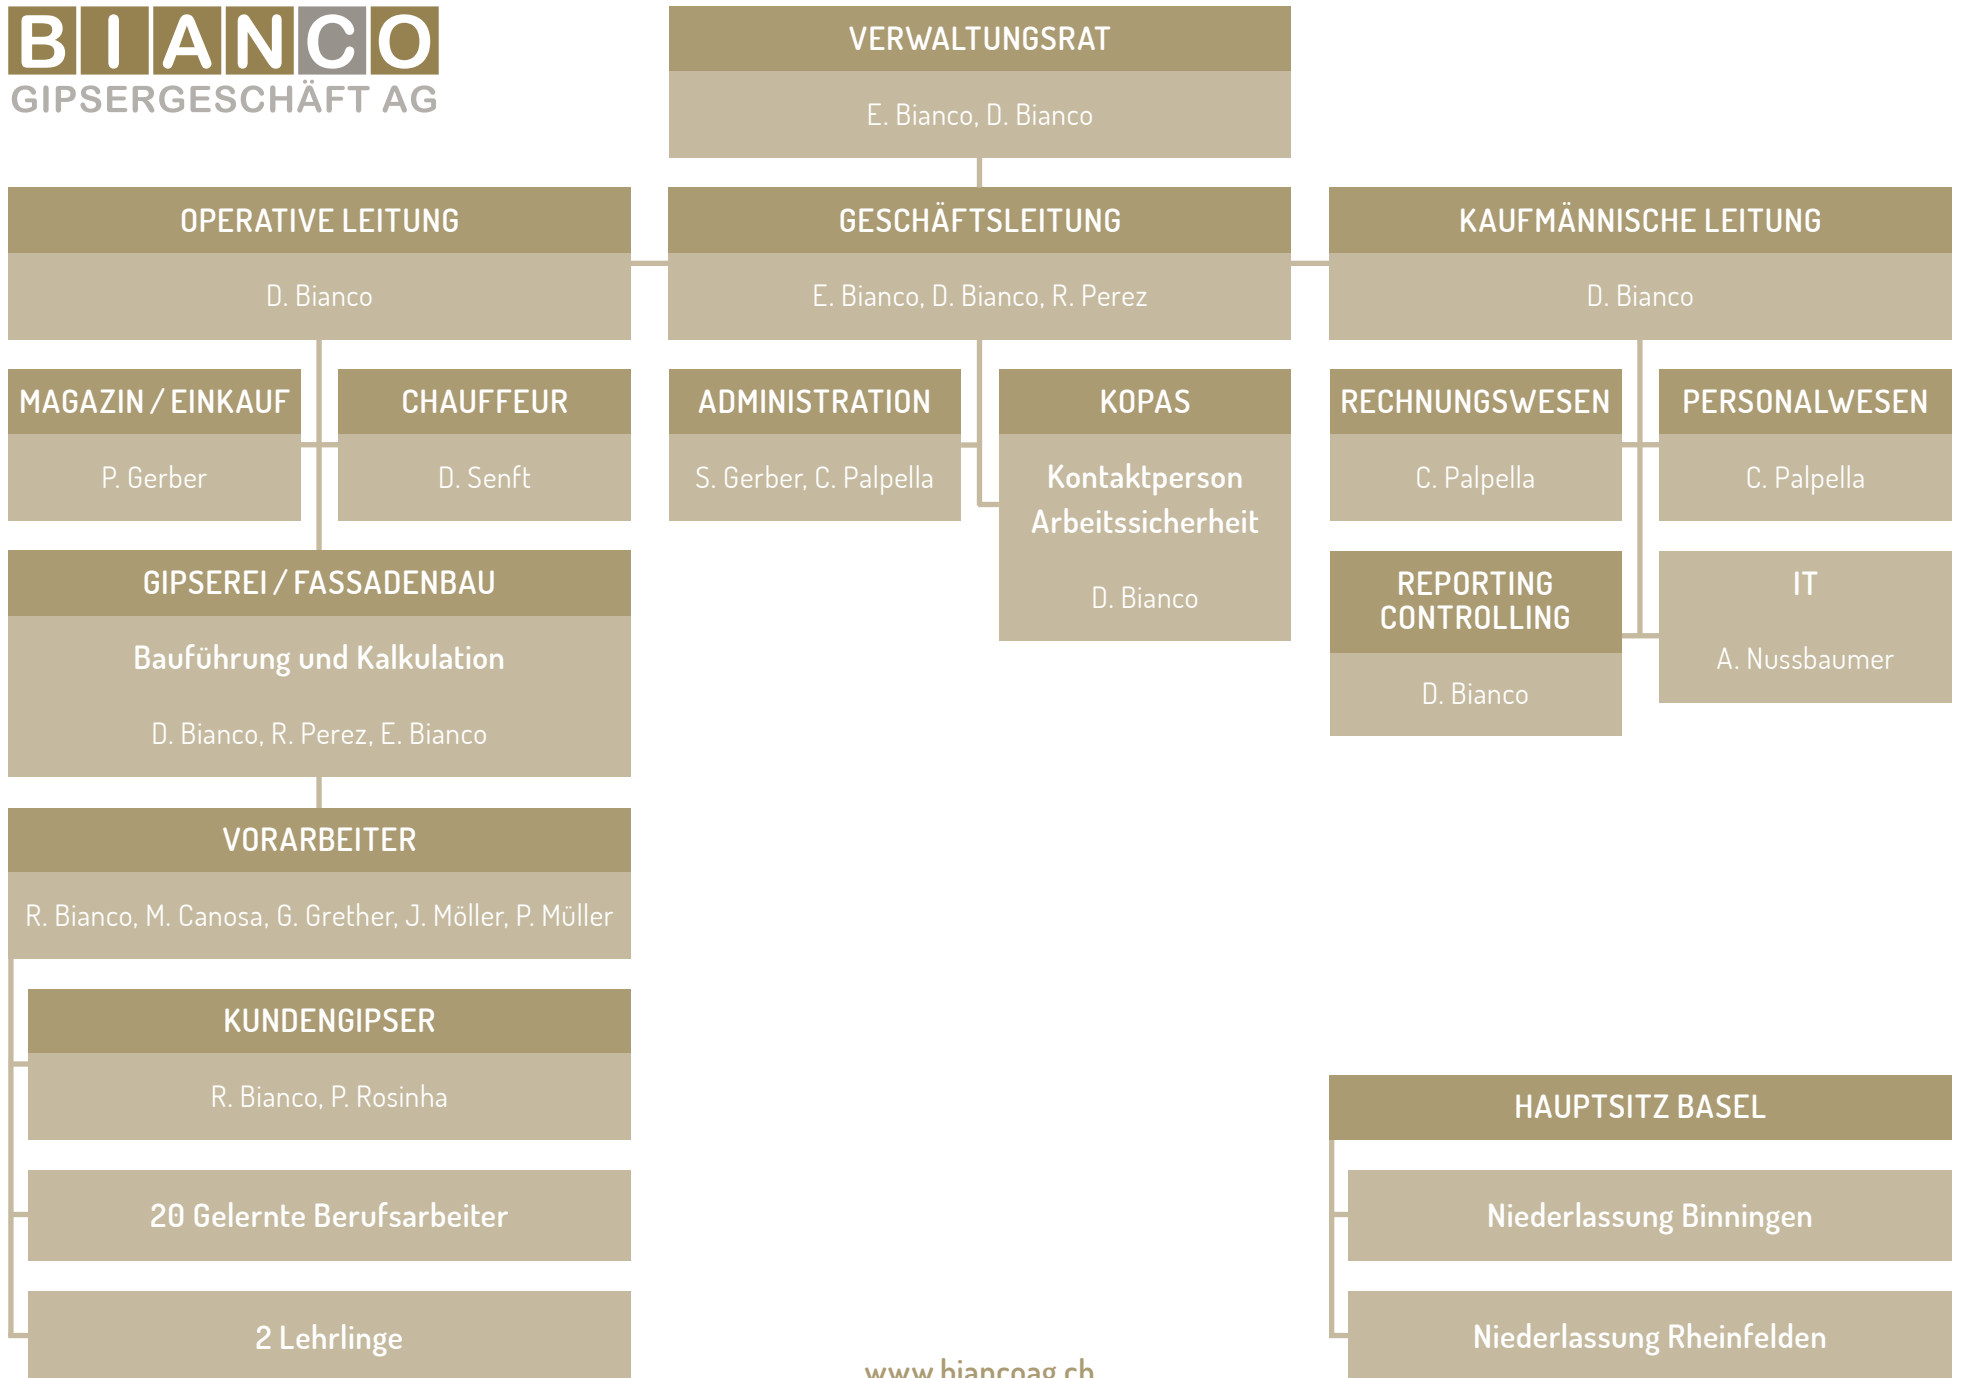 BIANCO
GIPSERGESCHÄFT AG
VERWALTUNGSRAT
E. Bianco, D. Bianco
OPERATIVE LEITUNG
D. Bianco
GESCHÄFTSLEITUNG
E. Bianco, D. Bianco, R. Perez
KAUFMÄNNISCHE LEITUNG
D. Bianco
MAGAZIN / EINKAUF
P. Gerber
CHAUFFEUR
D. Senft
ADMINISTRATION
S. Gerber, C. Palpella
KOPAS
Kontaktperson
Arbeitssicherheit
D. Bianco
RECHNUNGSWESEN
C. Palpella
PERSONALWESEN
C. Palpella
GIPSEREI / FASSADENBAU
Bauführung und Kalkulation
D. Bianco, R. Perez, E. Bianco
REPORTING
CONTROLLING
D. Bianco
IT
A. Nussbaumer
VORARBEITER
R. Bianco, M. Canosa, G. Grether, J. Möller, P. Müller
KUNDENGIPSER
R. Bianco, P. Rosinha
20 Gelernte Berufsarbeiter
2 Lehrlinge
HAUPTSITZ BASEL
Niederlassung Binningen
Niederlassung Rheinfelden
www.biancoag.ch